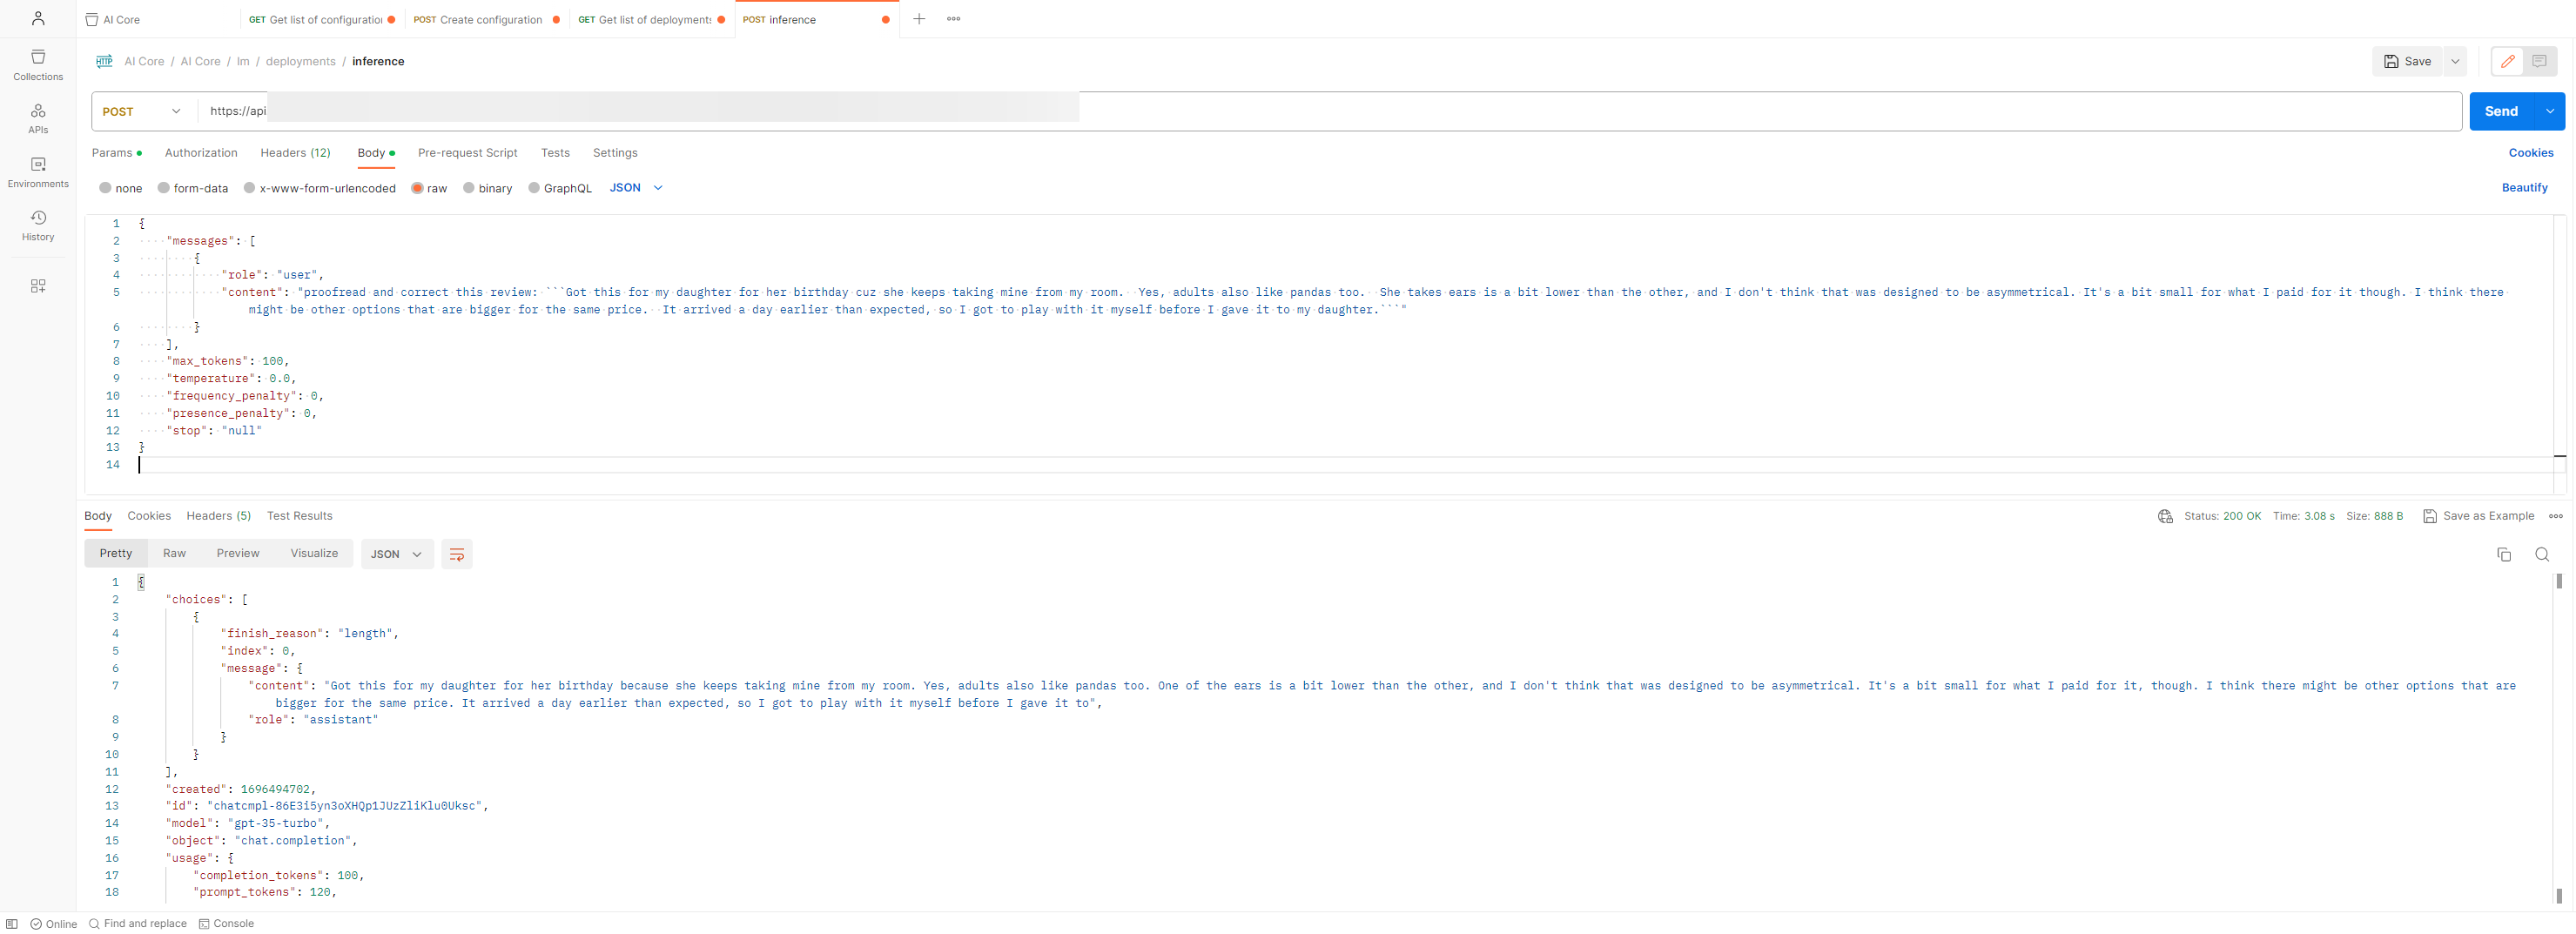 AI Core
GET Get list of configuration
POST Create configuration
GET Get list of deployments
POST inference
Collections
APIs
Environments
History
HTTP AI Core / AI Core / lm / deployments / inference
Save
POST https://api
Send
Params Authorization Headers (12) Body Pre-request Script Tests Settings Cookies
none form-data x-www-form-urlencoded raw binary GraphQL JSON Beautify
1 {
2 "messages": [
3 {
4 "role": "user",
5 "content": "proofread and correct this review: ```Got this for my daughter for her birthday cuz she keeps taking mine from my room. Yes, adults also like pandas too. She takes ears is a bit lower than the other, and I don't think that was designed to be asymmetrical. It's a bit small for what I paid for it though. I think there
might be other options that are bigger for the same price. It arrived a day earlier than expected, so I got to play with it myself before I gave it to my daughter.```"
6 }
7 ],
8 "max_tokens": 100,
9 "temperature": 0.0,
10 "frequency_penalty": 0,
11 "presence_penalty": 0,
12 "stop": "null"
13 }
14
Body Cookies Headers (5) Test Results Status: 200 OK Time: 3.08 s Size: 888 B Save as Example
Pretty Raw Preview Visualize JSON
1 {
2 "choices": [
3 {
4 "finish_reason": "length",
5 "index": 0,
6 "message": {
7 "content": "Got this for my daughter for her birthday because she keeps taking mine from my room. Yes, adults also like pandas too. One of the ears is a bit lower than the other, and I don't think that was designed to be asymmetrical. It's a bit small for what I paid for it, though. I think there might be other options that are
bigger for the same price. It arrived a day earlier than expected, so I got to play with it myself before I gave it to",
8 "role": "assistant"
9 }
10 }
11 ],
12 "created": 1696494702,
13 "id": "chatcmpl-86E3i5yn3oXHQp1JUzZliKlu0Uksc",
14 "model": "gpt-35-turbo",
15 "object": "chat.completion",
16 "usage": {
17 "completion_tokens": 100,
18 "prompt_tokens": 120,
Online Find and replace Console